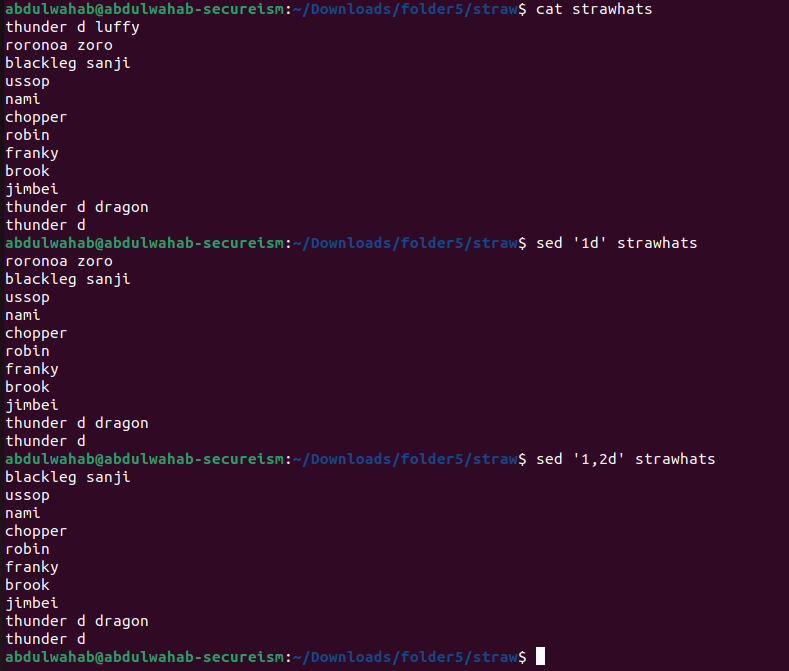 abdulwahab@abdulwahab-secureism:~/Downloads/folder5/straw$ cat strawhats
thunder d luffy
roronoa zoro
blackleg sanji
ussop
nami
chopper
robin
franky
brook
jimbei
thunder d dragon
thunder d
abdulwahab@abdulwahab-secureism:~/Downloads/folder5/straw$ sed '1d' strawhats
roronoa zoro
blackleg sanji
ussop
nami
chopper
robin
franky
brook
jimbei
thunder d dragon
thunder d
abdulwahab@abdulwahab-secureism:~/Downloads/folder5/straw$ sed '1,2d' strawhats
blackleg sanji
ussop
nami
chopper
robin
franky
brook
jimbei
thunder d dragon
thunder d
abdulwahab@abdulwahab-secureism:~/Downloads/folder5/straw$